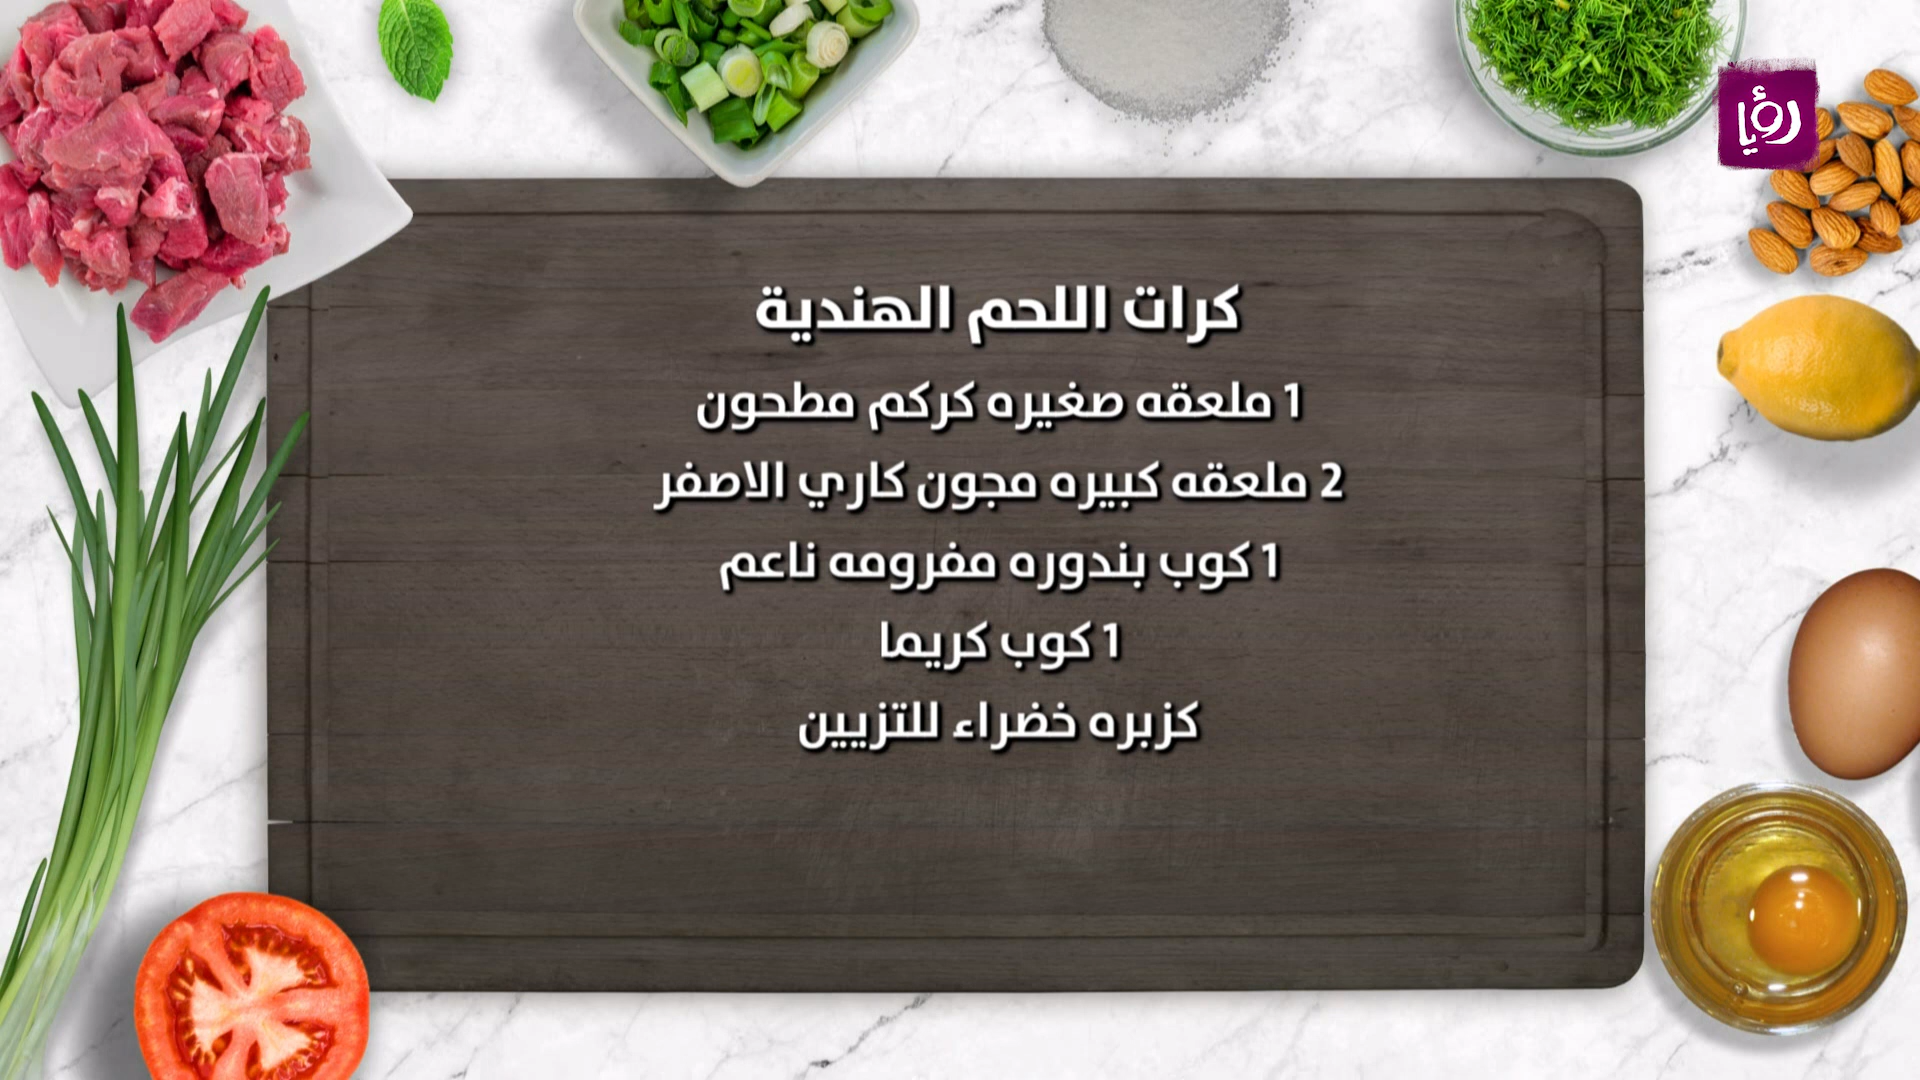 رؤيا
كرات اللحم الهندية
1 ملعقه صغيره كركم مطحون
2 ملعقه كبيره مجون كاري الاصفر
1 كوب بندوره مفرومه ناعم
1 كوب كريما
كزبره خضراء للتزيين